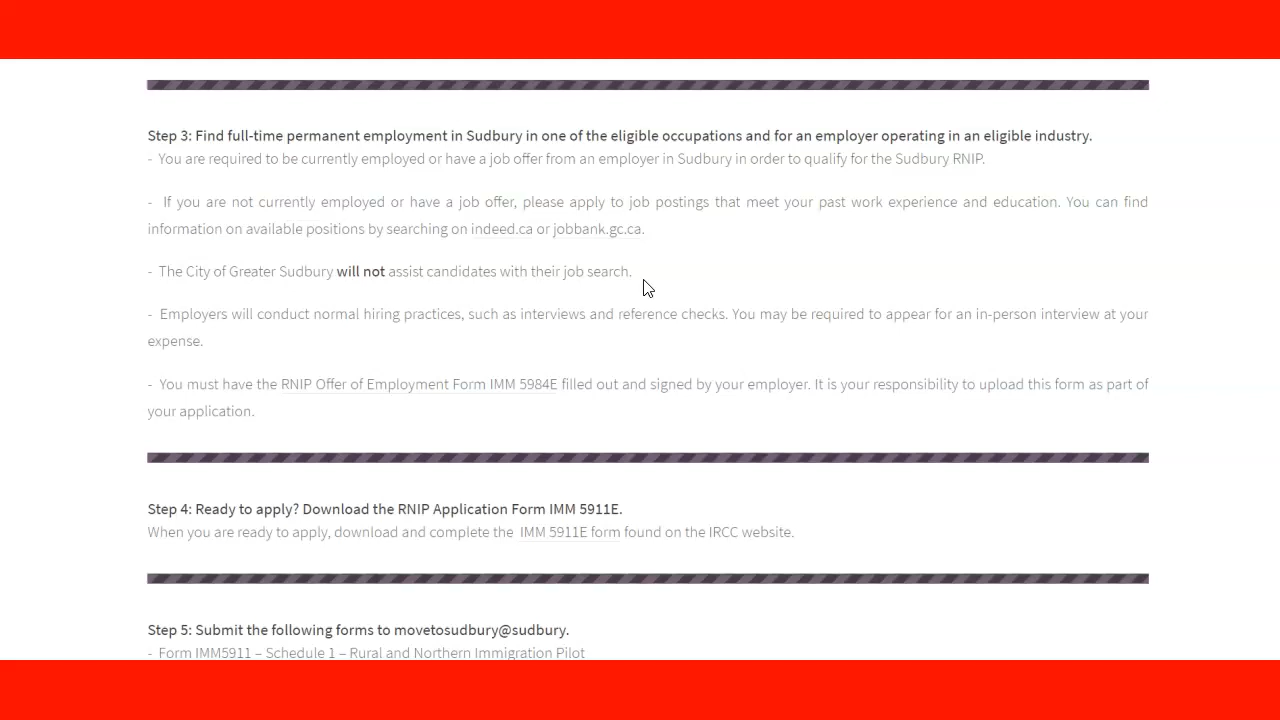 Step 3: Find full-time permanent employment in Sudbury in one of the eligible occupations and for an employer operating in an eligible industry.
- You are required to be currently employed or have a job offer from an employer in Sudbury in order to qualify for the Sudbury RNIP.
- If you are not currently employed or have a job offer, please apply to job postings that meet your past work experience and education. You can find
information on available positions by searching on indeed.ca or jobbank.gc.ca.
- The City of Greater Sudbury will not assist candidates with their job search.
- Employers will conduct normal hiring practices, such as interviews and reference checks. You may be required to appear for an in-person interview at your
expense.
- You must have the RNIP Offer of Employment Form IMM 5984E filled out and signed by your employer. It is your responsibility to upload this form as part of
your application.
Step 4: Ready to apply? Download the RNIP Application Form IMM 5911E.
When you are ready to apply, download and complete the IMM 5911E form found on the IRCC website.
Step 5: Submit the following forms to movetosudbury@sudbury.
- Form IMM5911 – Schedule 1 – Rural and Northern Immigration Pilot